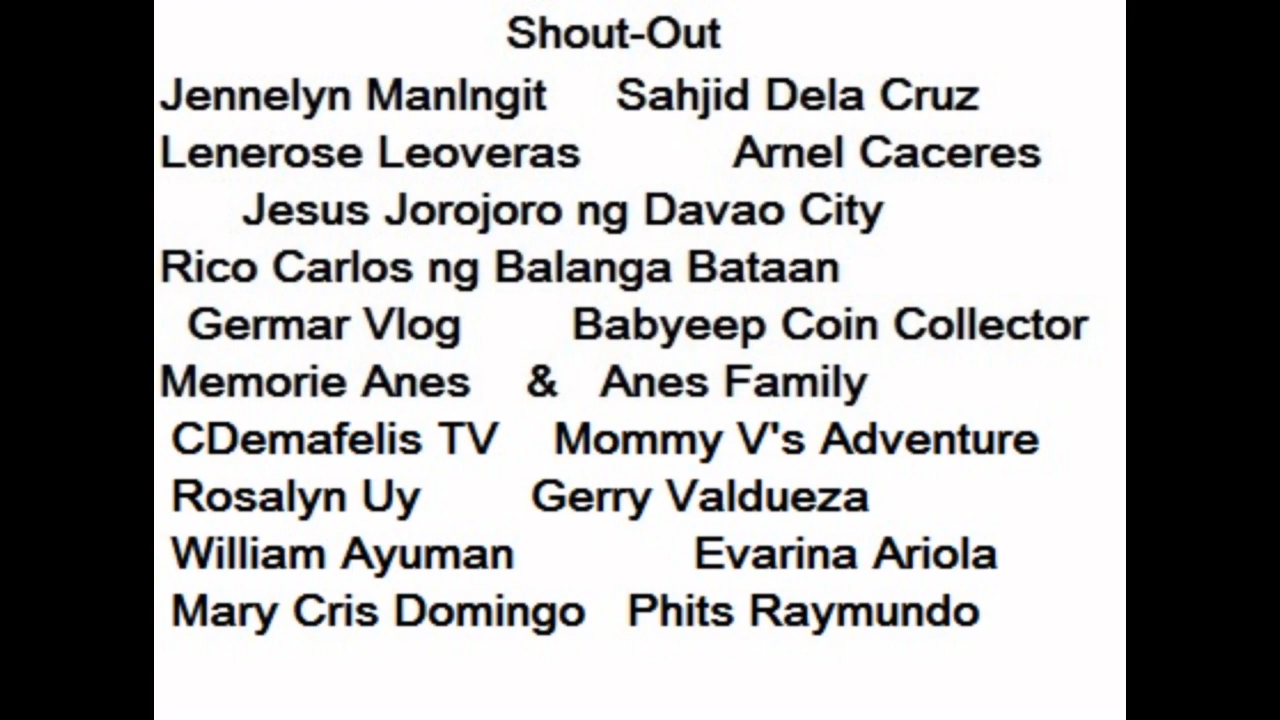 Shout-Out
Jennelyn ManIngit Sahjid Dela Cruz
Lenerose Leoveras Arnel Caceres
Jesus Jorojoro ng Davao City
Rico Carlos ng Balanga Bataan
Germar Vlog Babyeep Coin Collector
Memorie Anes & Anes Family
CDemafelis TV Mommy V's Adventure
Rosalyn Uy Gerry Valdueza
William Ayuman Evarina Ariola
Mary Cris Domingo Phits Raymundo